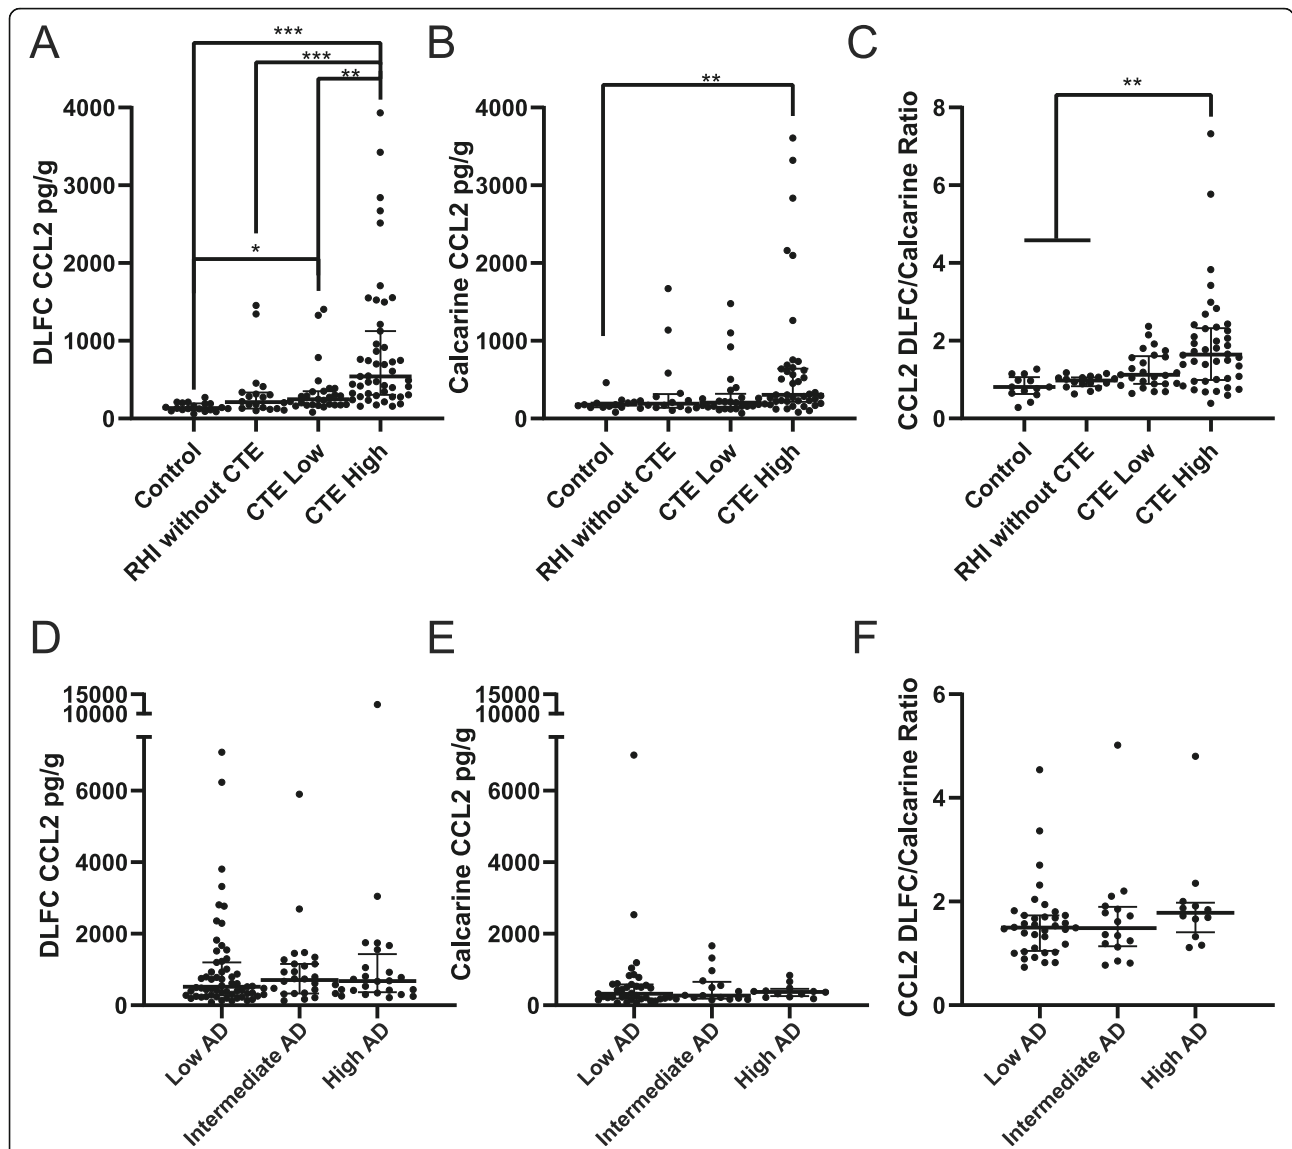 A
B
C
***
***
**
*
DLFC CCL2 pg/g
4000
3000
2000
1000
0
Control
RHI without CTE
CTE Low
CTE High
**
Calcarine CCL2 pg/g
4000
3000
2000
1000
0
Control
RHI without CTE
CTE Low
CTE High
**
CCL2 DLFC/Calcarine Ratio
8
6
4
2
0
Control
RHI without CTE
CTE Low
CTE High
D
E
F
DLFC CCL2 pg/g
15000
10000
6000
4000
2000
0
Low AD
Intermediate AD
High AD
Calcarine CCL2 pg/g
15000
10000
6000
4000
2000
0
Low AD
Intermediate AD
High AD
CCL2 DLFC/Calcarine Ratio
6
4
2
0
Low AD
Intermediate AD
High AD